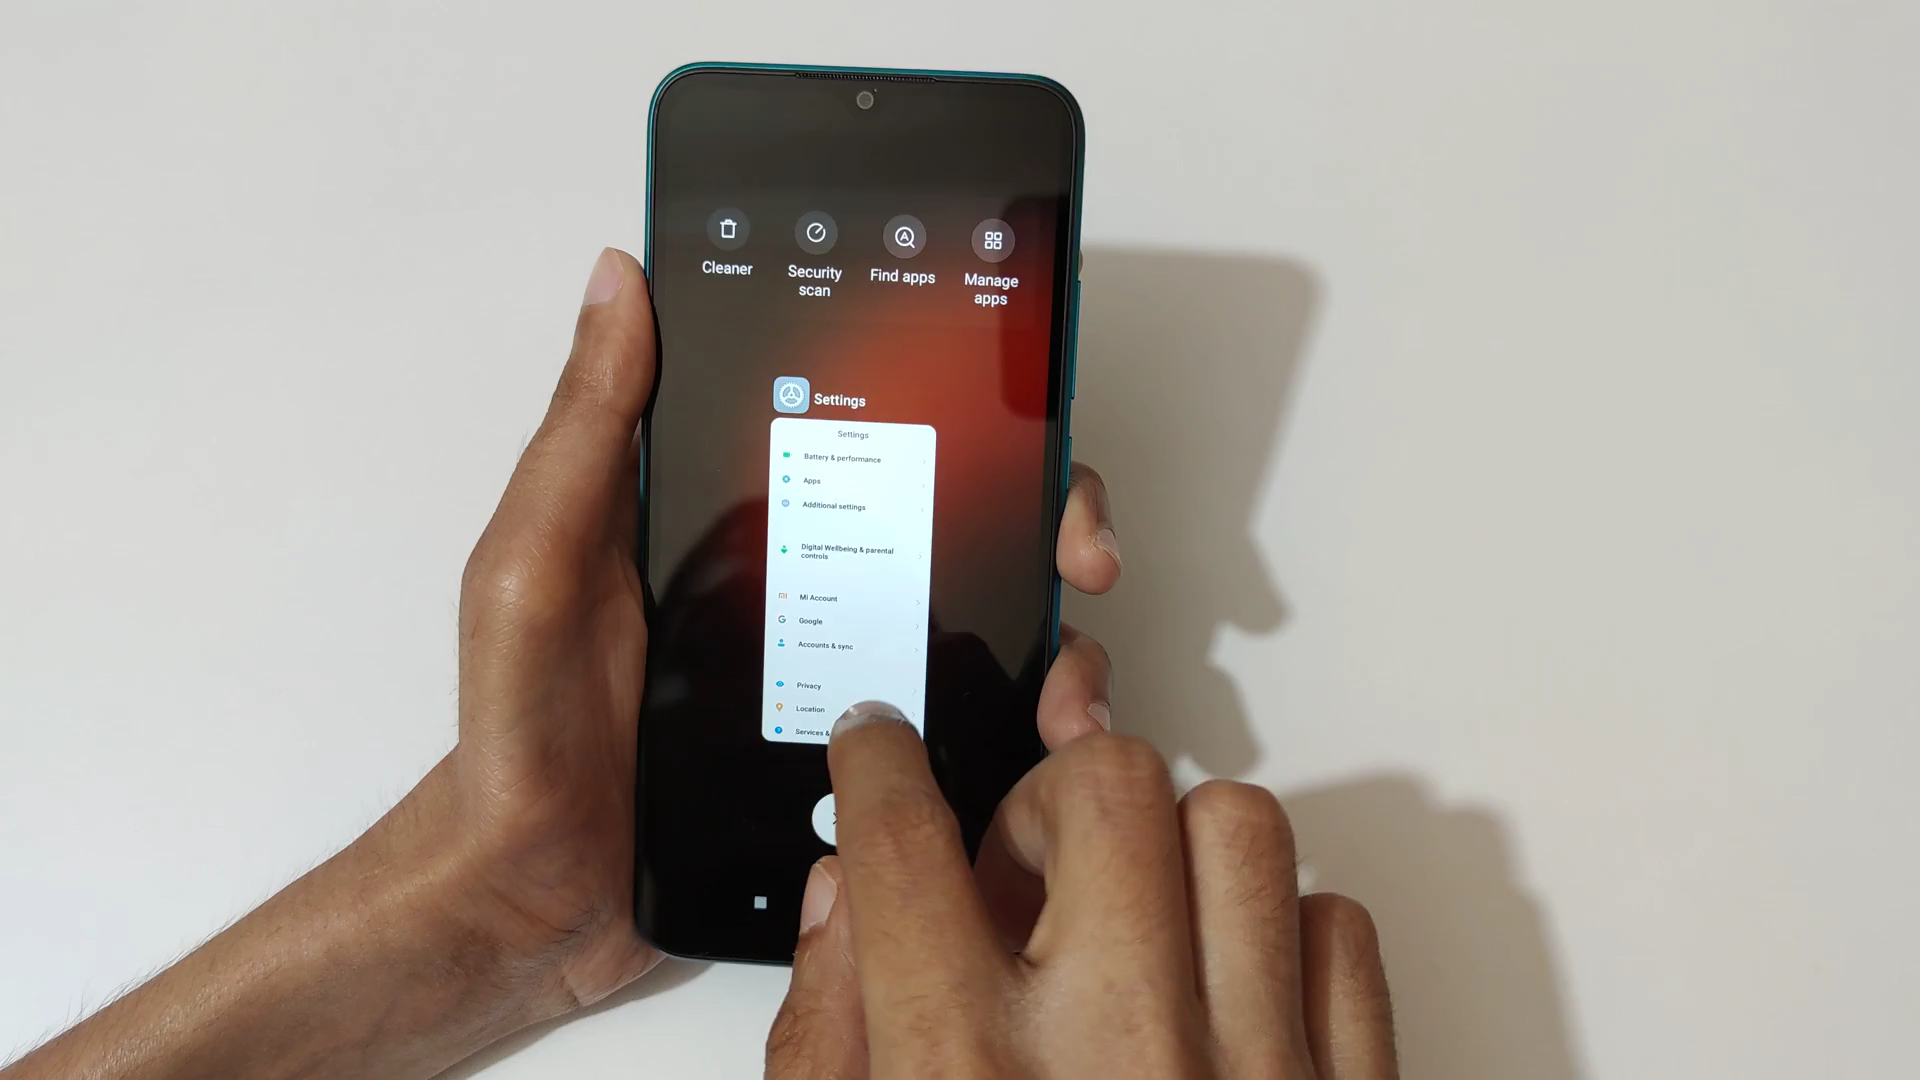 Cleaner
Security
scan
Find apps
Manage
apps
Settings
Settings
Battery & performance
Apps
Additional settings
Digital Wellbeing & parental
controls
Mi Account
Google
Accounts & sync
Privacy
Location
Services &